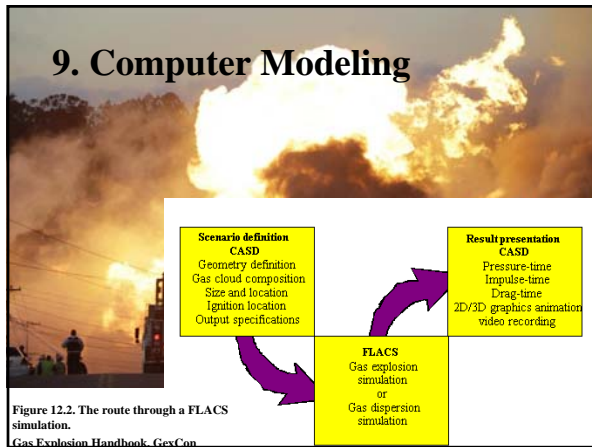 9. Computer Modeling
Scenario definition
CASD
Geometry definition
Gas cloud composition
Size and location
Ignition location
Output specifications
FLACS
Gas explosion
simulation
or
Gas dispersion
simulation
Result presentation
CASD
Pressure-time
Impulse-time
Drag-time
2D/3D graphics animation
video recording
Figure 12.2. The route through a FLACS
simulation.
Gas Explosion Handbook, GexCon